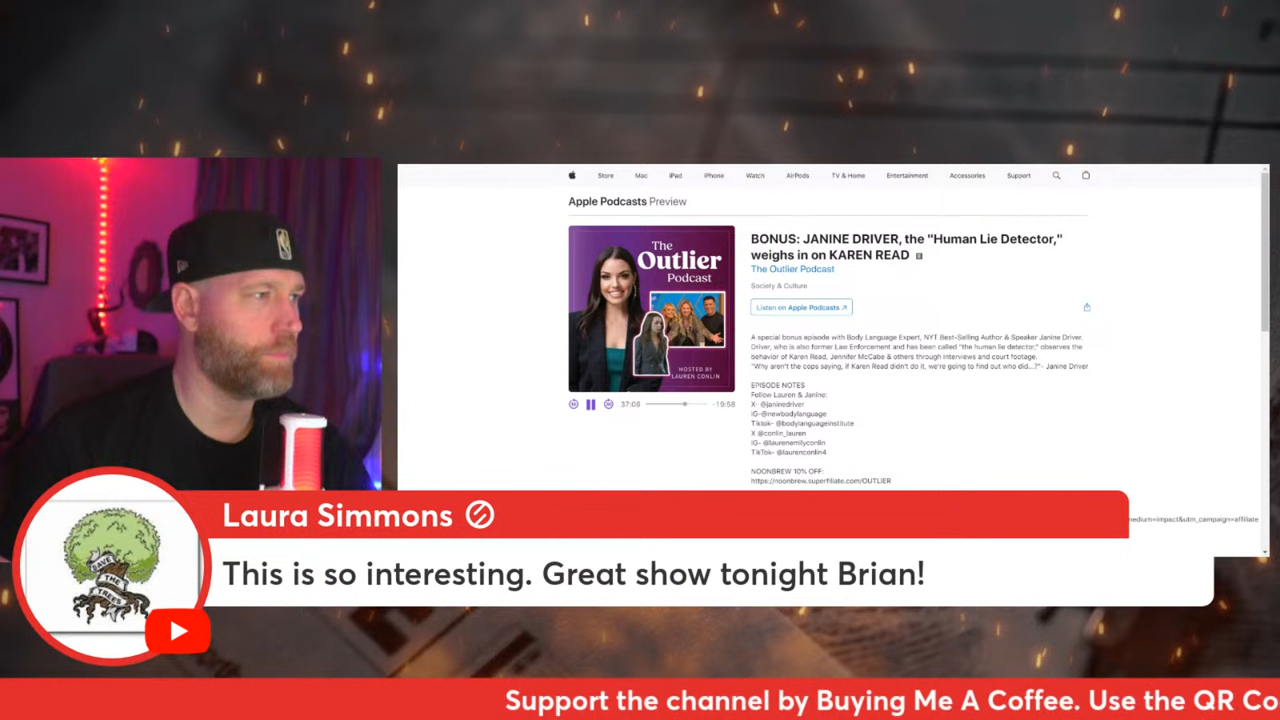 Store Mac iPad iPhone Watch AirPods TV & Home Entertainment Accessories Support
Apple Podcasts Preview
The
Outlier
Podcast
HOSTED BY
LAUREN CONLIN
37:08 -19:58
BONUS: JANINE DRIVER, the "Human Lie Detector,"
weighs in on KAREN READ E
The Outlier Podcast
Society & Culture
Listen on Apple Podcasts ↗
A special bonus episode with Body Language Expert, NYT Best-Selling Author & Speaker Janine Driver.
Driver, who is also former Law Enforcement and has been called "the human lie detector," observes the
behavior of Karen Read, Jennifer McCabe & others through interviews and court footage.
"Why aren't the cops saying, if Karen Read didn't do it, we're going to find out who did...?"- Janine Driver
EPISODE NOTES
Follow Lauren & Janine:
X- @janinedriver
IG-@newbodylanguage
Tiktok- @bodylanguageinstitute
X @conlin_lauren
IG- @laurenemilyconlin
TikTok- @laurenconlin4
NOONBREW 10% OFF:
https://noonbrew.superfiliate.com/OUTLIER
medium=impact&utm_campaign=affiliate
SAVE
THE
TREES
Laura Simmons
This is so interesting. Great show tonight Brian!
Support the channel by Buying Me A Coffee. Use the QR Co